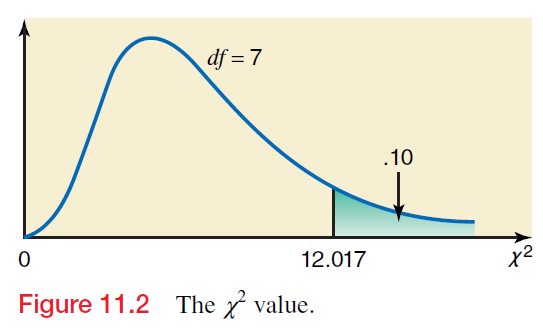 df = 7
.10
0
12.017
χ²
Figure 11.2 The χ² value.